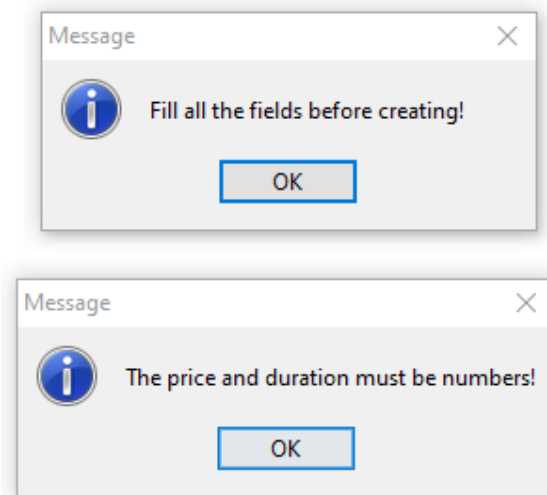 Message
Fill all the fields before creating!
OK
Message
The price and duration must be numbers!
OK